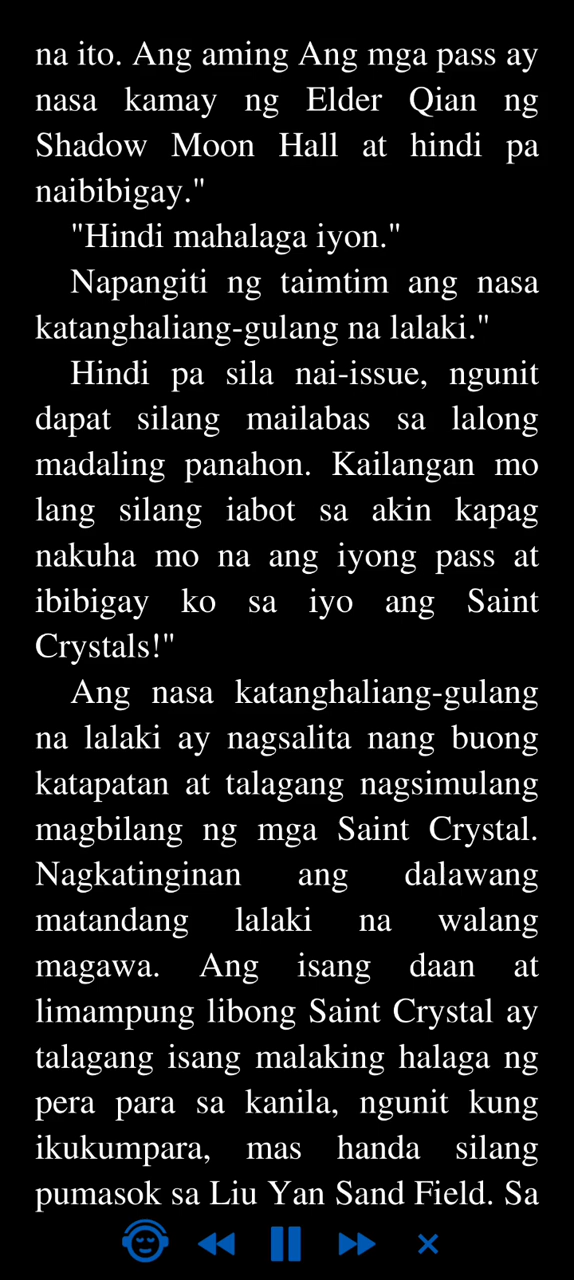 na ito. Ang aming Ang mga pass ay
nasa kamay ng Elder Qian ng
Shadow Moon Hall at hindi pa
naibibigay."
"Hindi mahalaga iyon."
Napangiti ng taimtim ang nasa
katanghaliang-gulang na lalaki."
Hindi pa sila nai-issue, ngunit
dapat silang mailabas sa lalong
madaling panahon. Kailangan mo
lang silang iabot sa akin kapag
nakuha mo na ang iyong pass at
ibibigay ko sa iyo ang Saint
Crystals!"
Ang nasa katanghaliang-gulang
na lalaki ay nagsalita nang buong
katapatan at talagang nagsimulang
magbilang ng mga Saint Crystal.
Nagkatinginan ang dalawang
matandang lalaki na walang
magawa. Ang isang daan at
limampung libong Saint Crystal ay
talagang isang malaking halaga ng
pera para sa kanila, ngunit kung
ikukumpara, mas handa silang
pumasok sa Liu Yan Sand Field. Sa